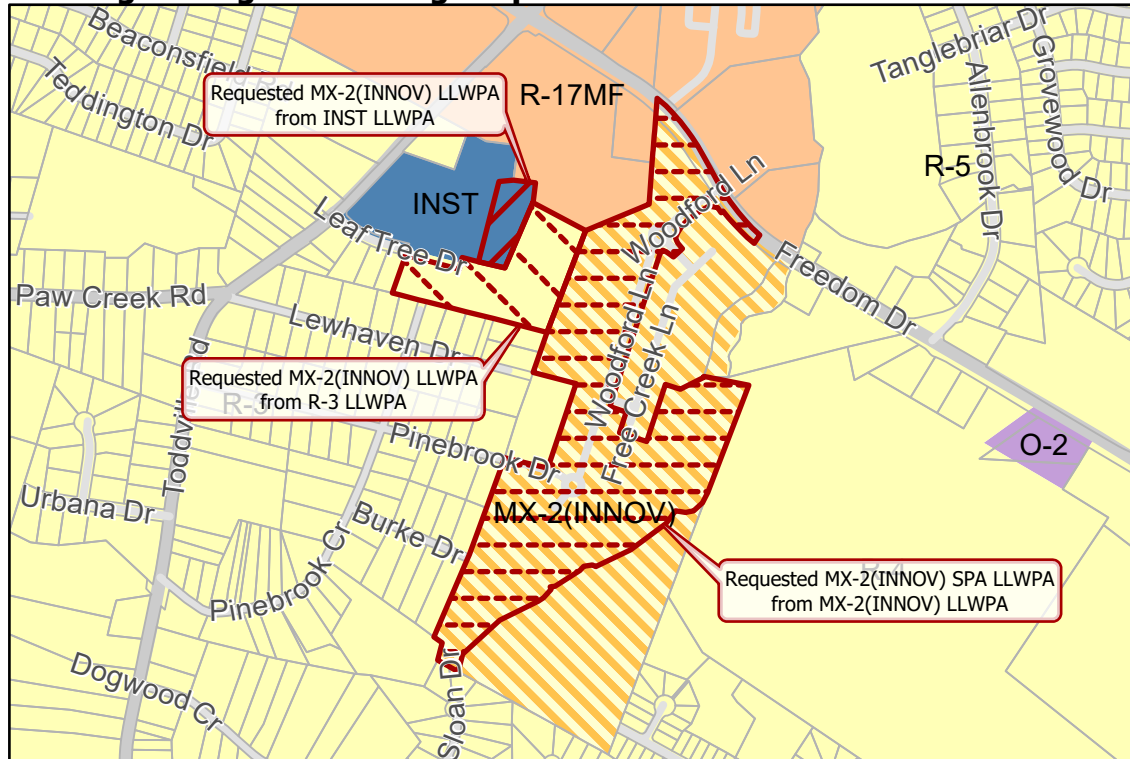 Beaconsfield
Teddington Dr
Tanglebriar Dr
Grovewood Dr
Allenbrook Dr
Requested MX-2(INNOV) LLWPA
from INST LLWPA
R-17MF
R-5
INST
Leaf Tree Dr
Woodford Ln
Freedom Dr
Paw Creek Rd
Lewhaven Dr
Woodford Ln
Free Creek Ln
Requested MX-2(INNOV) LLWPA
from R-3 LLWPA
Toddville Rd
Pinebrook Dr
O-2
Urbana Dr
Burke Dr
MX-2(INNOV)
Pinebrook Cr
Requested MX-2(INNOV) SPA LLWPA
from MX-2(INNOV) LLWPA
Dogwood Cr
Sloan Dr